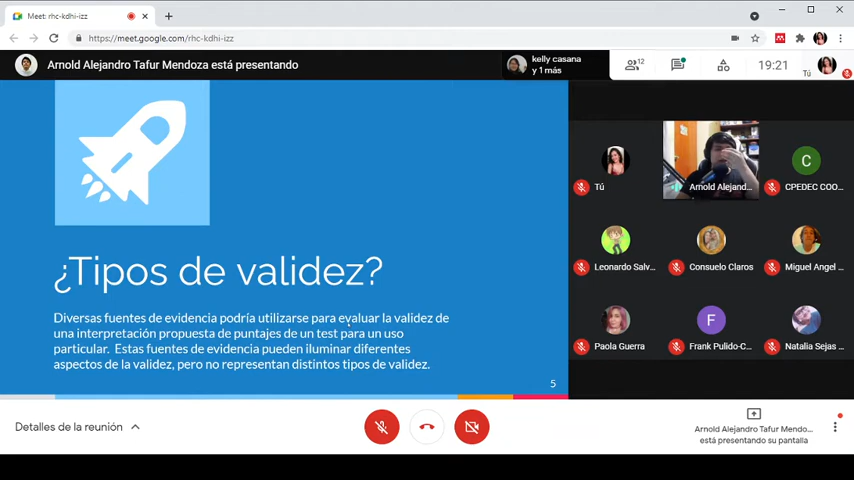 Meet: rhc-kdhi-izz
https://meet.google.com/rhc-kdhi-izz
Arnold Alejandro Tafur Mendoza está presentando
kelly casana
y 1 más
12
19:21
Tú
¿Tipos de validez?
Diversas fuentes de evidencia podría utilizarse para evaluar la validez de
una interpretación propuesta de puntajes de un test para un uso
particular. Estas fuentes de evidencia pueden iluminar diferentes
aspectos de la validez, pero no representan distintos tipos de validez.
5
Tú
Arnold Alejand...
C
CPEDEC COO...
Leonardo Salv...
Consuelo Claros
Miguel Angel ...
Paola Guerra
F
Frank Pulido-C...
Natalia Sejas ...
Detalles de la reunión
Arnold Alejandro Tafur Mendo...
está presentando su pantalla